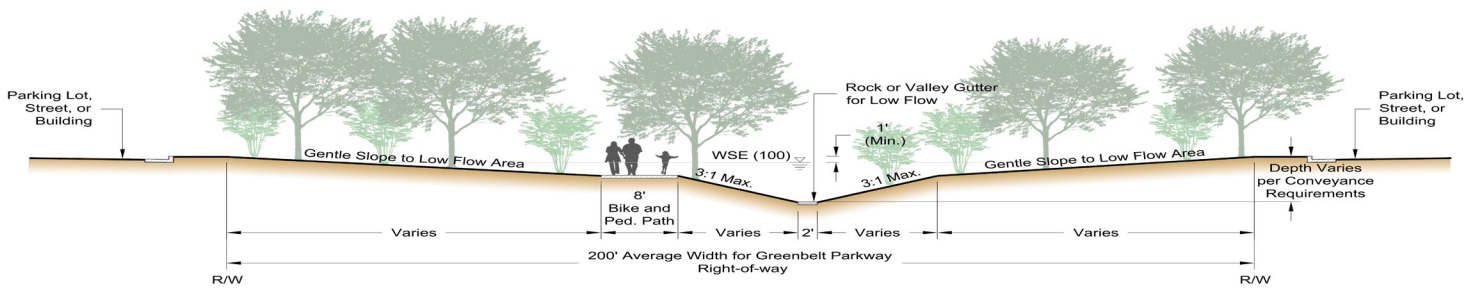 Parking Lot,
Street, or
Building
Gentle Slope to Low Flow Area
8'
Bike and
Ped. Path
3:1 Max.
WSE (100)
Rock or Valley Gutter
for Low Flow
1'
(Min.)
3:1 Max.
Gentle Slope to Low Flow Area
Parking Lot,
Street, or
Building
Depth Varies
per Conveyance
Requirements
Varies
Varies
2'
Varies
Varies
200' Average Width for Greenbelt Parkway
Right-of-way
R/W
R/W